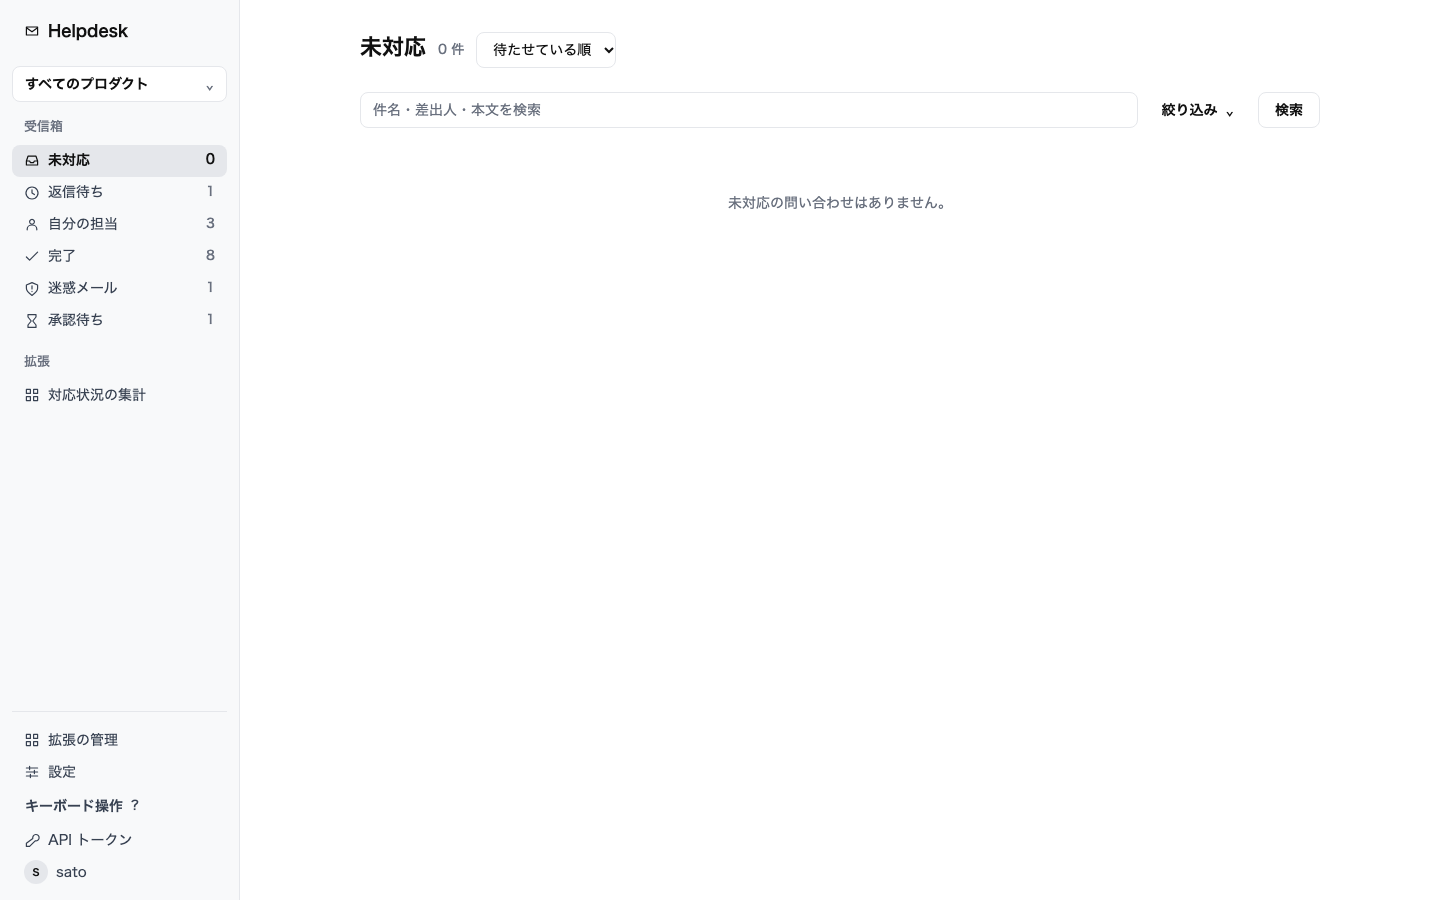 Helpdesk
すべてのプロダクト
受信箱
未対応 0
返信待ち 1
自分の担当 3
完了 8
迷惑メール 1
承認待ち 1
拡張
対応状況の集計
拡張の管理
設定
キーボード操作 ?
API トークン
S sato
未対応 0 件 待たせている順
件名・差出人・本文を検索 絞り込み 検索
未対応の問い合わせはありません。